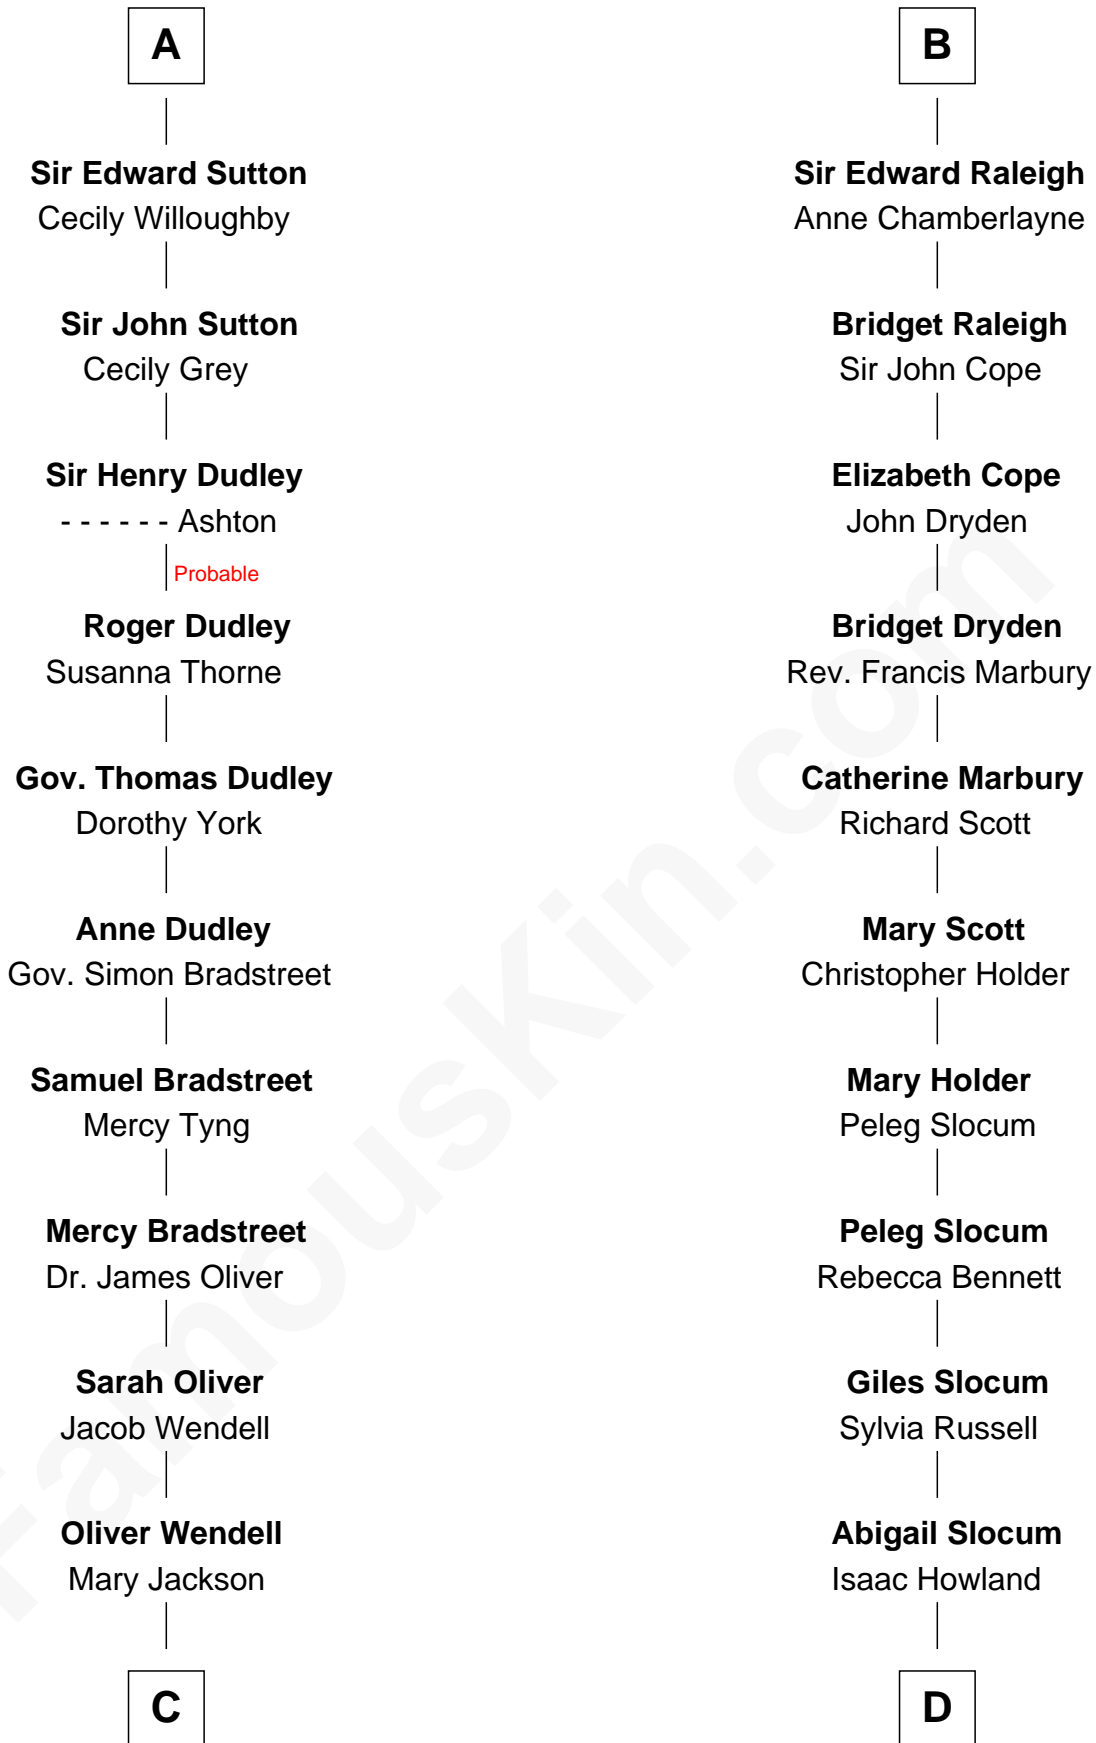 A
Sir Edward Sutton
Cecily Willoughby
Sir John Sutton
Cecily Grey
Sir Henry Dudley
- - - - - - Ashton
Probable
Roger Dudley
Susanna Thorne
Gov. Thomas Dudley
Dorothy York
Anne Dudley
Gov. Simon Bradstreet
Samuel Bradstreet
Mercy Tyng
Mercy Bradstreet
Dr. James Oliver
Sarah Oliver
Jacob Wendell
Oliver Wendell
Mary Jackson
C
B
Sir Edward Raleigh
Anne Chamberlayne
Bridget Raleigh
Sir John Cope
Elizabeth Cope
John Dryden
Bridget Dryden
Rev. Francis Marbury
Catherine Marbury
Richard Scott
Mary Scott
Christopher Holder
Mary Holder
Peleg Slocum
Peleg Slocum
Rebecca Bennett
Giles Slocum
Sylvia Russell
Abigail Slocum
Isaac Howland
D
FamousKin.com